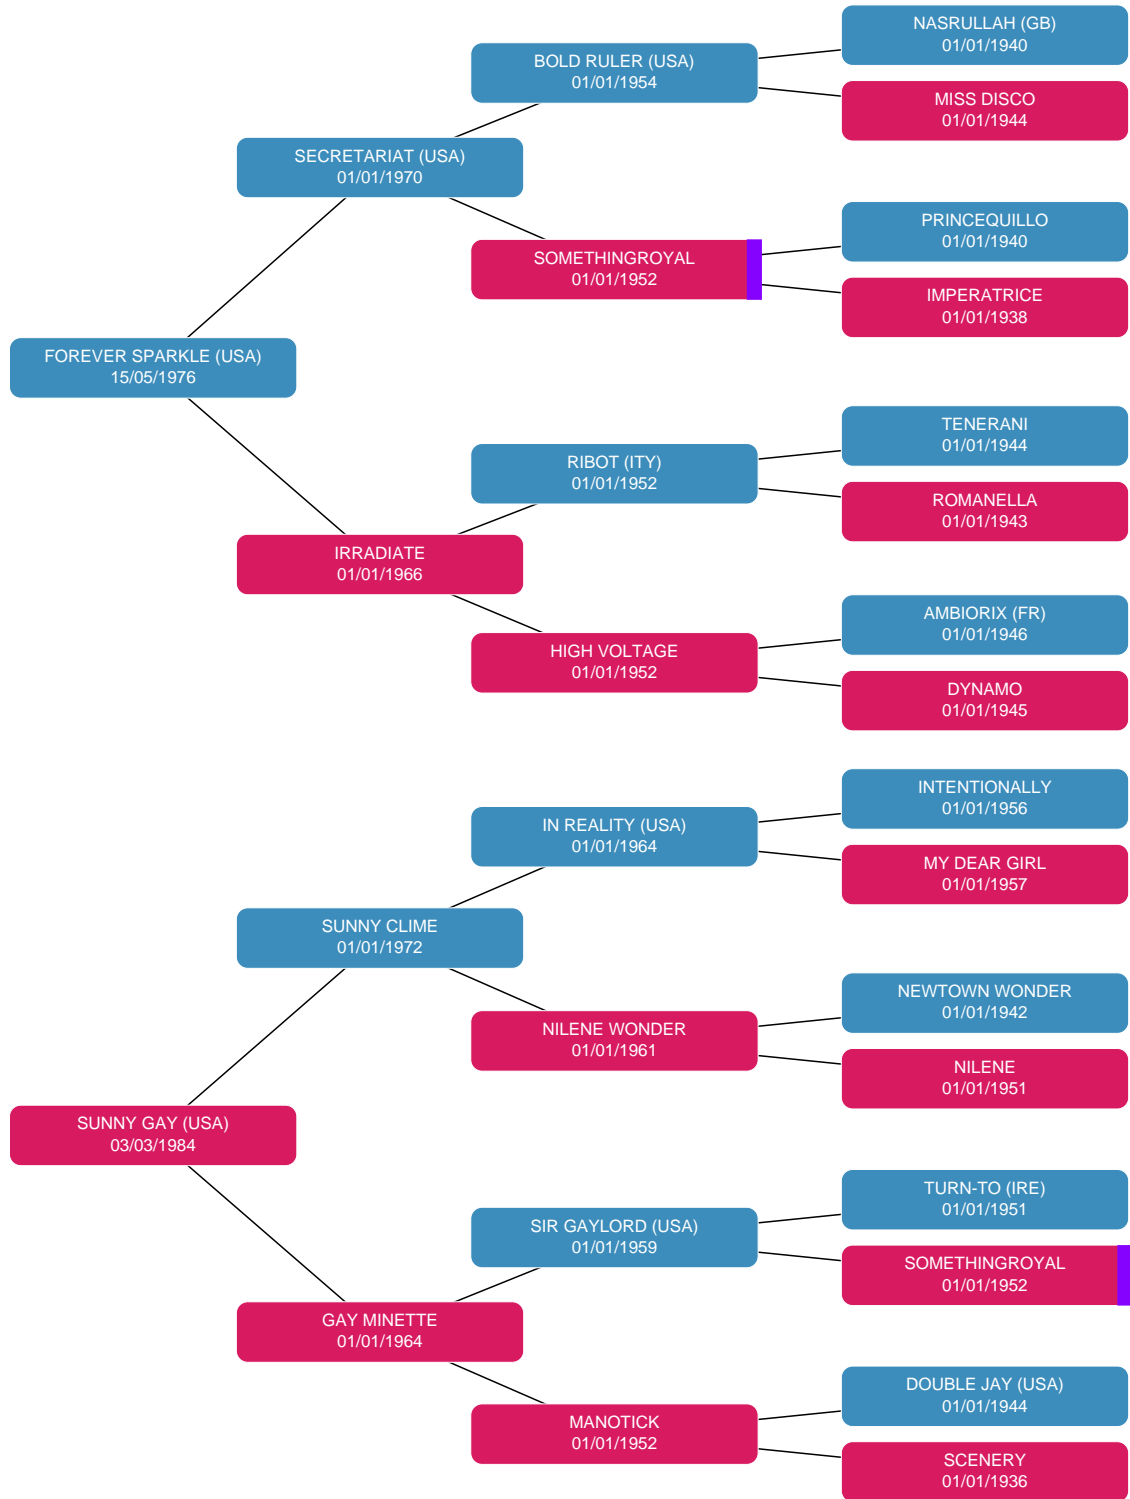 NASRULLAH (GB)
01/01/1940
BOLD RULER (USA)
01/01/1954
MISS DISCO
01/01/1944
SECRETARIAT (USA)
01/01/1970
PRINCEQUILLO
01/01/1940
SOMETHINGROYAL
01/01/1952
IMPERATRICE
01/01/1938
FOREVER SPARKLE (USA)
15/05/1976
TENERANI
01/01/1944
RIBOT (ITY)
01/01/1952
ROMANELLA
01/01/1943
IRRADIATE
01/01/1966
AMBIORIX (FR)
01/01/1946
HIGH VOLTAGE
01/01/1952
DYNAMO
01/01/1945
INTENTIONALLY
01/01/1956
IN REALITY (USA)
01/01/1964
MY DEAR GIRL
01/01/1957
SUNNY CLIME
01/01/1972
NEWTOWN WONDER
01/01/1942
NILENE WONDER
01/01/1961
NILENE
01/01/1951
SUNNY GAY (USA)
03/03/1984
TURN-TO (IRE)
01/01/1951
SIR GAYLORD (USA)
01/01/1959
SOMETHINGROYAL
01/01/1952
GAY MINETTE
01/01/1964
DOUBLE JAY (USA)
01/01/1944
MANOTICK
01/01/1952
SCENERY
01/01/1936